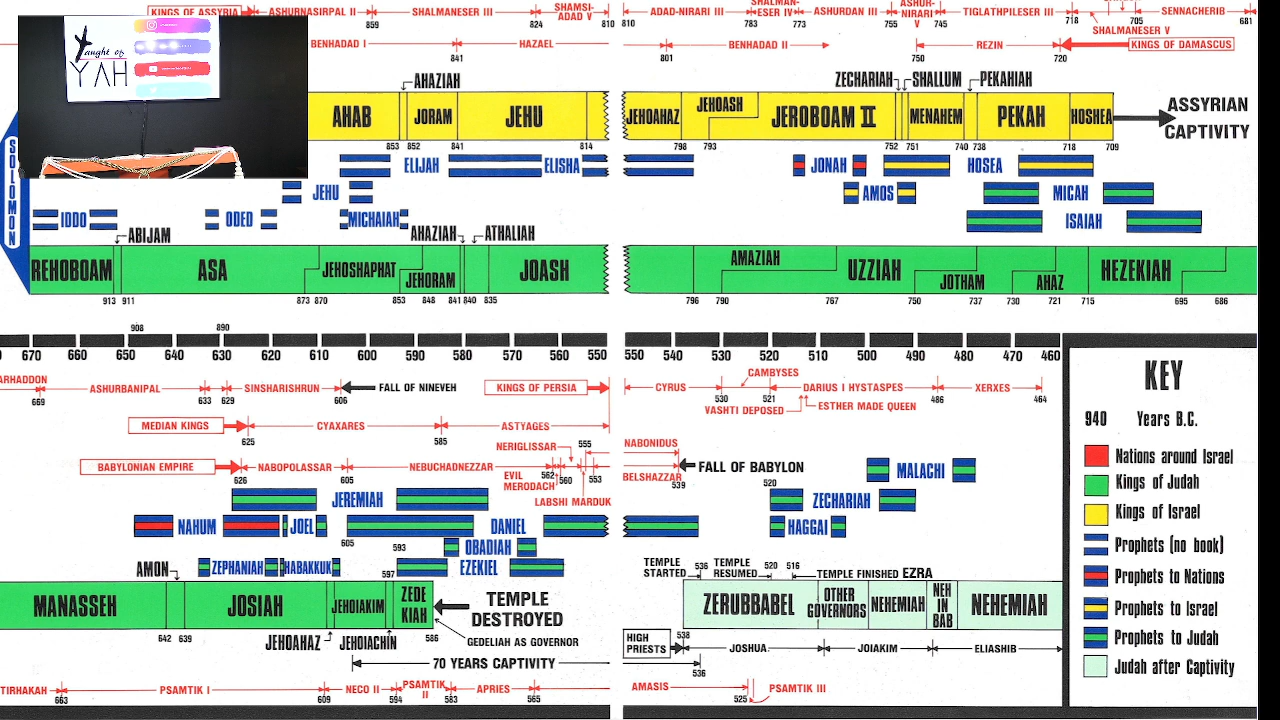 KINGS OF ASSYRIA ASHURNASIRPAL II SHALMANESER III SHAMSI-ADAD V ADAD-NIRARI III SHALMAN-ESER IV ASHURDAN III ASHUR-NIRARI V TIGLATHPILESER III SENNACHERIB
859 824 810 810 783 773 755 745 718 705 681
SHALMANESER V
BENHADAD I HAZAEL BENHADAD II REZIN KINGS OF DAMASCUS
841 801 750 720
taught of
YAH
AHAZIAH ZECHARIAH SHALLUM PEKAHIAH
AHAB JORAM JEHU JEHOAHAZ JEHOASH JEROBOAM II MENAHEM PEKAH HOSHEA
ASSYRIAN
CAPTIVITY
853 852 841 814 798 793 752 751 740 738 718 709
SOLOMON
ELIJAH ELISHA JONAH HOSEA
JEHU AMOS MICAH
IDDO ODED MICHAIAH ISAIAH
ABIJAM AHAZIAH ATHALIAH
REHOBOAM ASA JEHOSHAPHAT JEHORAM JOASH AMAZIAH UZZIAH JOTHAM AHAZ HEZEKIAH
913 911 873 870 853 848 841 840 835 796 790 767 750 737 730 721 715 695 686
908 890
670 660 650 640 630 620 610 600 590 580 570 560 550 550 540 530 520 510 500 490 480 470 460
ARHADDON ASHURBANIPAL SINSHARISHRUN FALL OF NINEVEH KINGS OF PERSIA CYRUS CAMBYSES DARIUS I HYSTASPES XERXES
669 633 629 606 530 521 486 464
VASHTI DEPOSED ESTHER MADE QUEEN
MEDIAN KINGS CYAXARES ASTYAGES
625 585
NERIGLISSAR 555 NABONIDUS
BABYLONIAN EMPIRE NABOPOLASSAR NEBUCHADNEZZAR FALL OF BABYLON
626 605 562 560 553 BELSHAZZAR 539
EVIL
MERODACH
LABSHI MARDUK
MALACHI
520
JEREMIAH ZECHARIAH
NAHUM JOEL DANIEL HAGGAI
605 593
OBADIAH
ZEPHANIAH HABAKKUK EZEKIEL
AMON 597
TEMPLE
STARTED
536
TEMPLE
RESUMED
520 516
TEMPLE FINISHED EZRA
MANASSEH JOSIAH JEHOIAKIM ZEDE
KIAH
TEMPLE
DESTROYED
ZERUBBABEL OTHER
GOVERNORS NEHEMIAH NEH
IN
BAB NEHEMIAH
642 639 JEHOAHAZ JEHOIACHIN 586 GEDELIAH AS GOVERNOR
HIGH
PRIESTS
538 JOSHUA JOIAKIM ELIASHIB
70 YEARS CAPTIVITY 536
TIRHAKAH PSAMTIK I NECO II PSAMTIK
II APRIES AMASIS PSAMTIK III
663 609 594 583 565 525
KEY
940 Years B.C.
Nations around Israel
Kings of Judah
Kings of Israel
Prophets (no book)
Prophets to Nations
Prophets to Israel
Prophets to Judah
Judah after Captivity